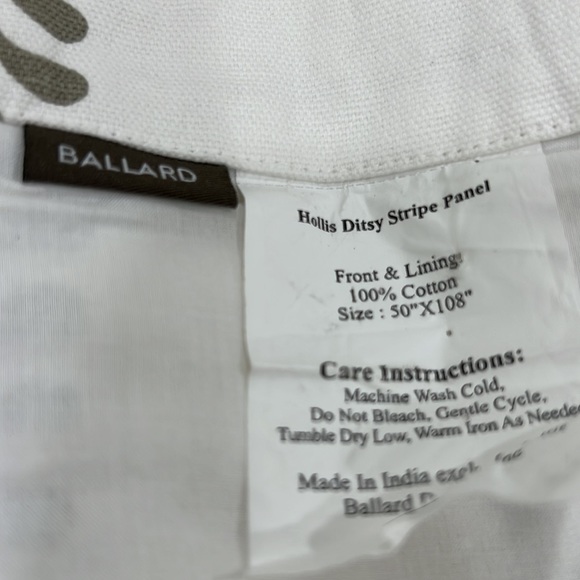 BALLARD
Hollis Ditsy Stripe Panel
Front & Lining:
100% Cotton
Size : 50"X108"
Care Instructions:
Machine Wash Cold,
Do Not Bleach, Gentle Cycle,
Tumble Dry Low, Warm Iron As Neede
Made In India
Ballard